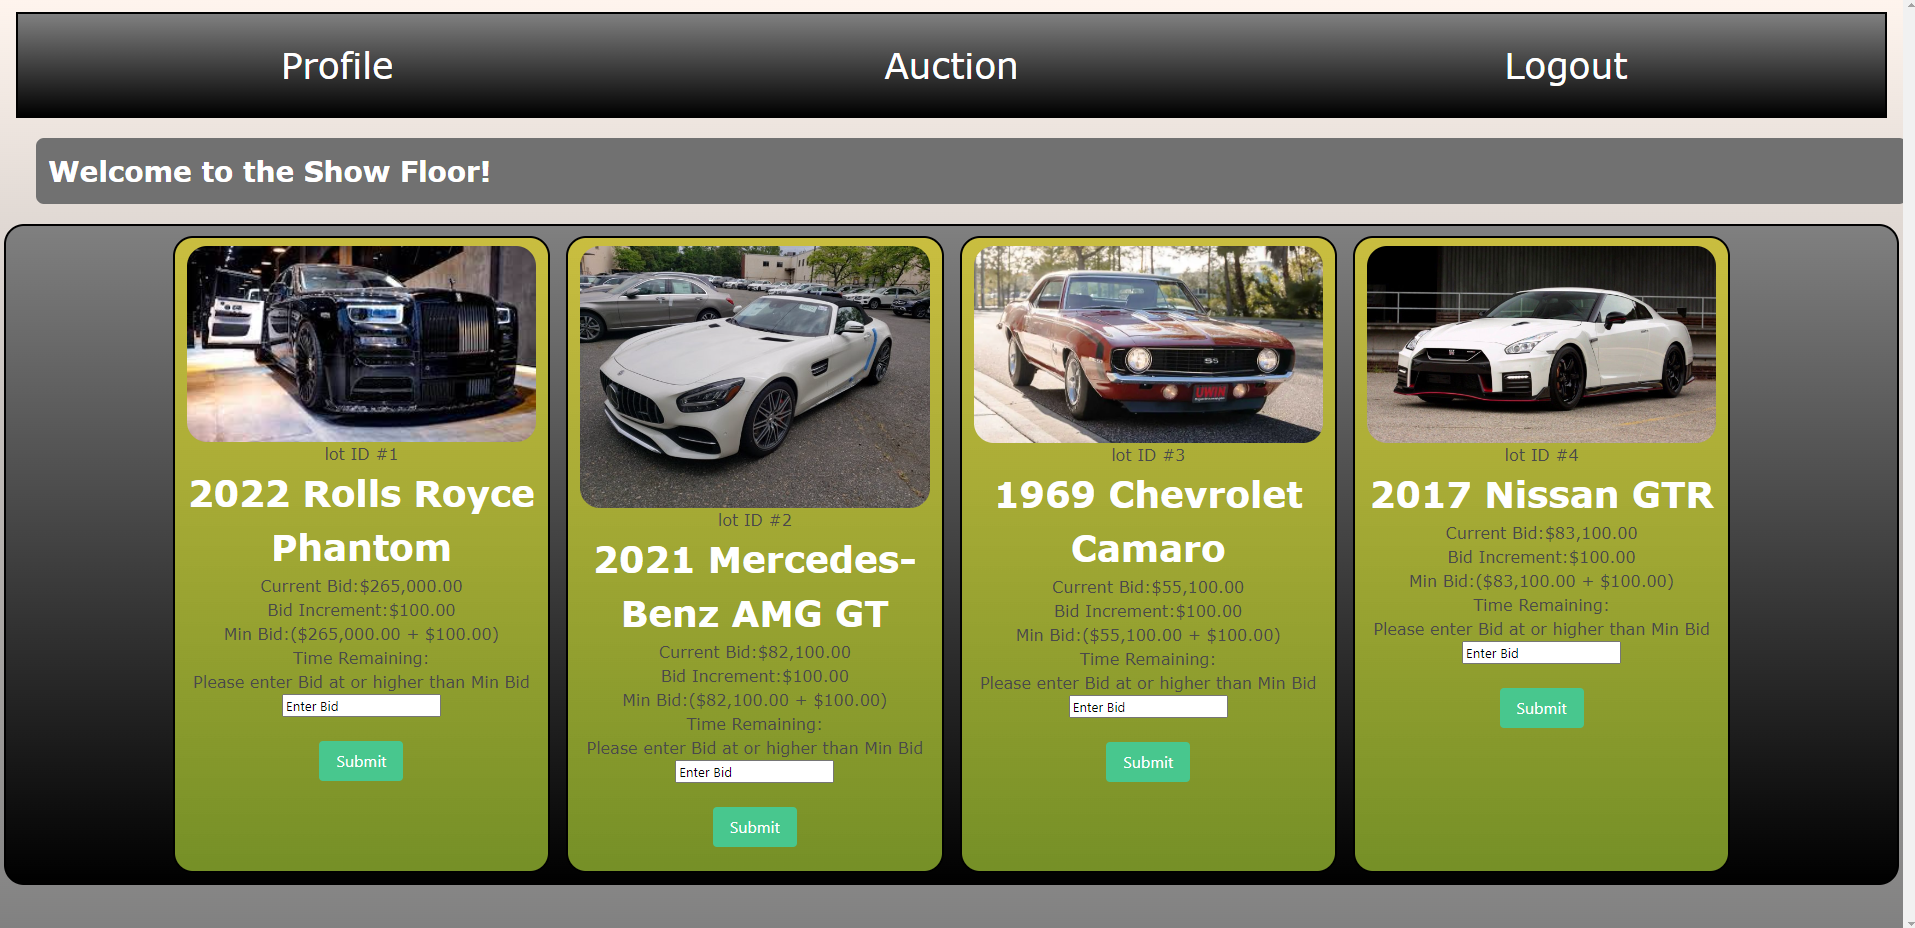 Profile
Auction
Logout
Welcome to the Show Floor!
lot ID #1
2022 Rolls Royce
Phantom
Current Bid:$265,000.00
Bid Increment:$100.00
Min Bid:($265,000.00 + $100.00)
Time Remaining:
Please enter Bid at or higher than Min Bid
Enter Bid
Submit
lot ID #2
2021 Mercedes-
Benz AMG GT
Current Bid:$82,100.00
Bid Increment:$100.00
Min Bid:($82,100.00 + $100.00)
Time Remaining:
Please enter Bid at or higher than Min Bid
Enter Bid
Submit
SS
UWIN
lot ID #3
1969 Chevrolet
Camaro
Current Bid:$55,100.00
Bid Increment:$100.00
Min Bid:($55,100.00 + $100.00)
Time Remaining:
Please enter Bid at or higher than Min Bid
Enter Bid
Submit
lot ID #4
2017 Nissan GTR
Current Bid:$83,100.00
Bid Increment:$100.00
Min Bid:($83,100.00 + $100.00)
Time Remaining:
Please enter Bid at or higher than Min Bid
Enter Bid
Submit